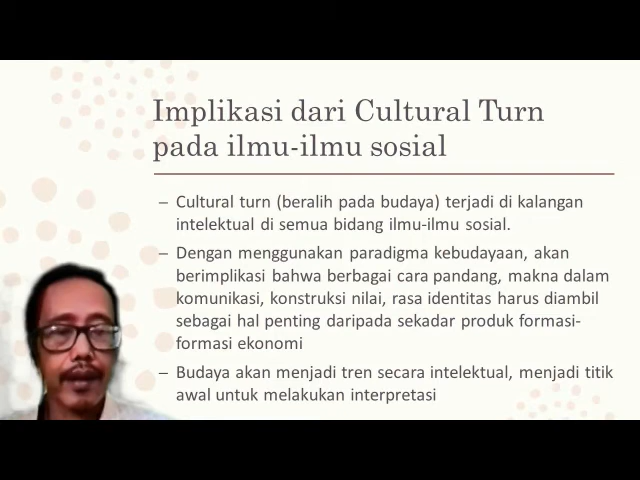 Implikasi dari Cultural Turn
pada ilmu-ilmu sosial
– Cultural turn (beralih pada budaya) terjadi di kalangan
intelektual di semua bidang ilmu-ilmu sosial.
– Dengan menggunakan paradigma kebudayaan, akan
berimplikasi bahwa berbagai cara pandang, makna dalam
komunikasi, konstruksi nilai, rasa identitas harus diambil
sebagai hal penting daripada sekadar produk formasi-
formasi ekonomi
– Budaya akan menjadi tren secara intelektual, menjadi titik
awal untuk melakukan interpretasi